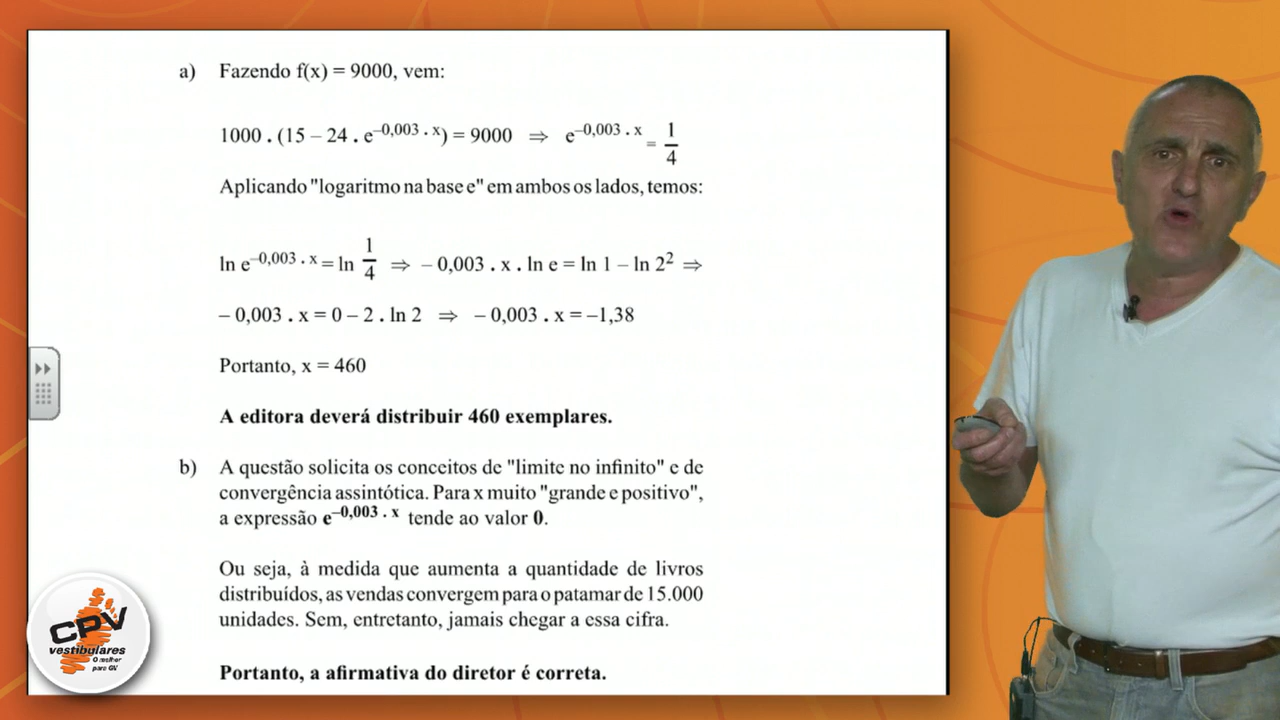 a) Fazendo f(x) = 9000, vem:
1000 . (15 – 24 . e^–0,003 . x) = 9000 ⇒ e^–0,003 . x = 1/4
Aplicando "logaritmo na base e" em ambos os lados, temos:
ln e^–0,003 . x = ln 1/4 ⇒ – 0,003 . x . ln e = ln 1 – ln 2² ⇒
– 0,003 . x = 0 – 2 . ln 2 ⇒ – 0,003 . x = –1,38
Portanto, x = 460
A editora deverá distribuir 460 exemplares.
b) A questão solicita os conceitos de "limite no infinito" e de
convergência assintótica. Para x muito "grande e positivo",
a expressão e^–0,003 . x tende ao valor 0.
Ou seja, à medida que aumenta a quantidade de livros
distribuídos, as vendas convergem para o patamar de 15.000
unidades. Sem, entretanto, jamais chegar a essa cifra.
Portanto, a afirmativa do diretor é correta.
CPV
vestibulares
O melhor
para GV